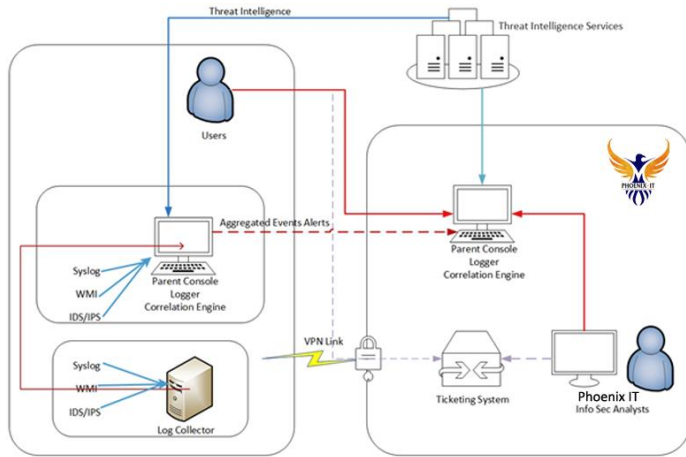 Threat Intelligence
Threat Intelligence Services
Users
PHOENIX-IT
Aggregated Events Alerts
Syslog
WMI
IDS/IPS
Parent Console
Logger
Correlation Engine
Parent Console
Logger
Correlation Engine
VPN Link
Syslog
WMI
IDS/IPS
Log Collector
Ticketing System
Phoenix IT
Info Sec Analysts